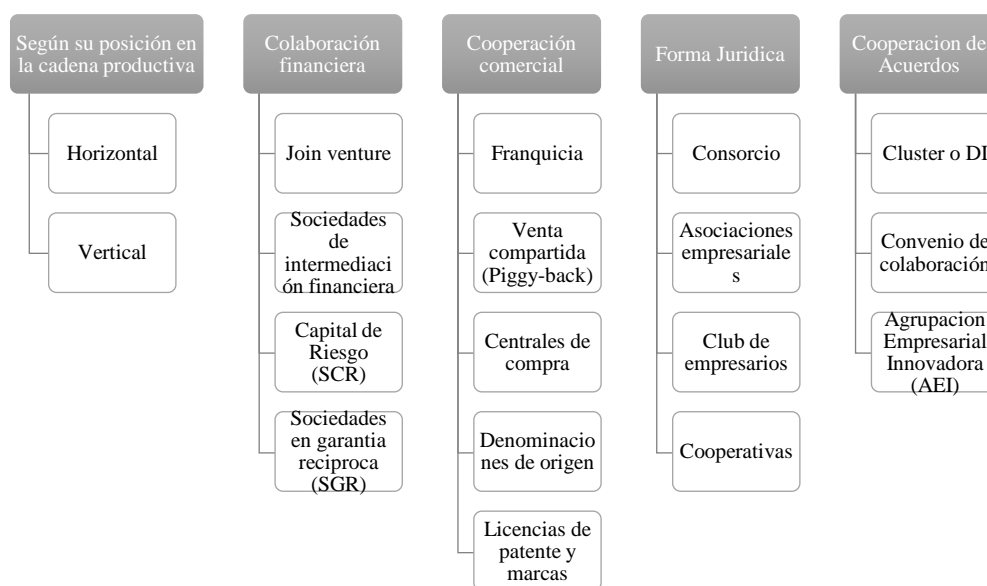 Según su posición en
la cadena productiva
Horizontal
Vertical
Colaboración
financiera
Join venture
Sociedades
de
intermediaci
ón financiera
Capital de
Riesgo
(SCR)
Sociedades
en garantia
reciproca
(SGR)
Cooperación
comercial
Franquicia
Venta
compartida
(Piggy-back)
Centrales de
compra
Denominacio
nes de origen
Licencias de
patente y
marcas
Forma Juridica
Consorcio
Asociaciones
empresariale
s
Club de
empresarios
Cooperativas
Cooperacion de
Acuerdos
Cluster o DI
Convenio de
colaboración
Agrupacion
Empresarial
Innovadora
(AEI)